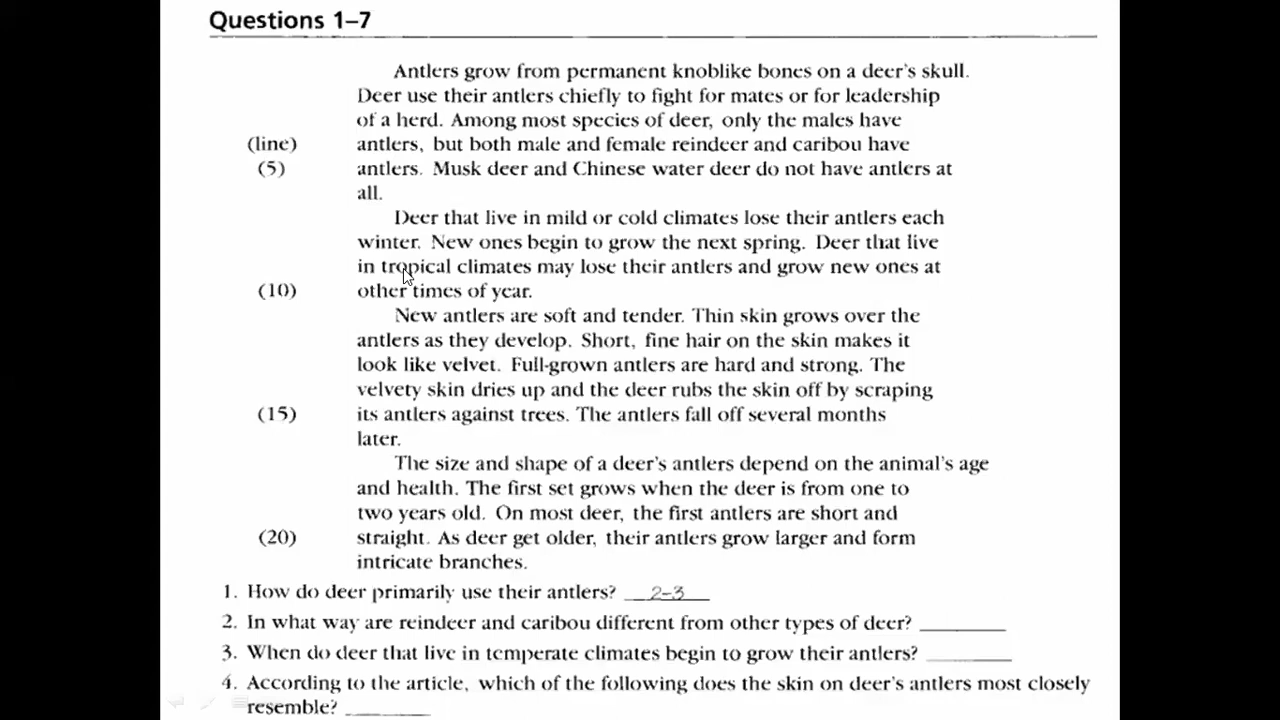 Questions 1–7
Antlers grow from permanent knoblike bones on a deer's skull.
Deer use their antlers chiefly to fight for mates or for leadership
of a herd. Among most species of deer, only the males have
(line) antlers, but both male and female reindeer and caribou have
(5) antlers. Musk deer and Chinese water deer do not have antlers at
all.
Deer that live in mild or cold climates lose their antlers each
winter. New ones begin to grow the next spring. Deer that live
in tropical climates may lose their antlers and grow new ones at
(10) other times of year.
New antlers are soft and tender. Thin skin grows over the
antlers as they develop. Short, fine hair on the skin makes it
look like velvet. Full-grown antlers are hard and strong. The
velvety skin dries up and the deer rubs the skin off by scraping
(15) its antlers against trees. The antlers fall off several months
later.
The size and shape of a deer's antlers depend on the animal's age
and health. The first set grows when the deer is from one to
two years old. On most deer, the first antlers are short and
(20) straight. As deer get older, their antlers grow larger and form
intricate branches.
1. How do deer primarily use their antlers? 2–3
2. In what way are reindeer and caribou different from other types of deer?
3. When do deer that live in temperate climates begin to grow their antlers?
4. According to the article, which of the following does the skin on deer's antlers most closely
resemble?